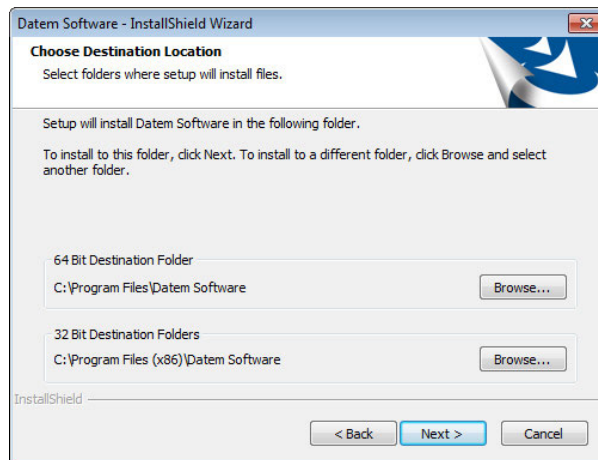 Datem Software - InstallShield Wizard
Choose Destination Location
Select folders where setup will install files.
Setup will install Datem Software in the following folder.
To install to this folder, click Next. To install to a different folder, click Browse and select
another folder.
64 Bit Destination Folder
C:\Program Files\Datem Software
Browse...
32 Bit Destination Folders
C:\Program Files (x86)\Datem Software
Browse...
InstallShield
< Back
Next >
Cancel